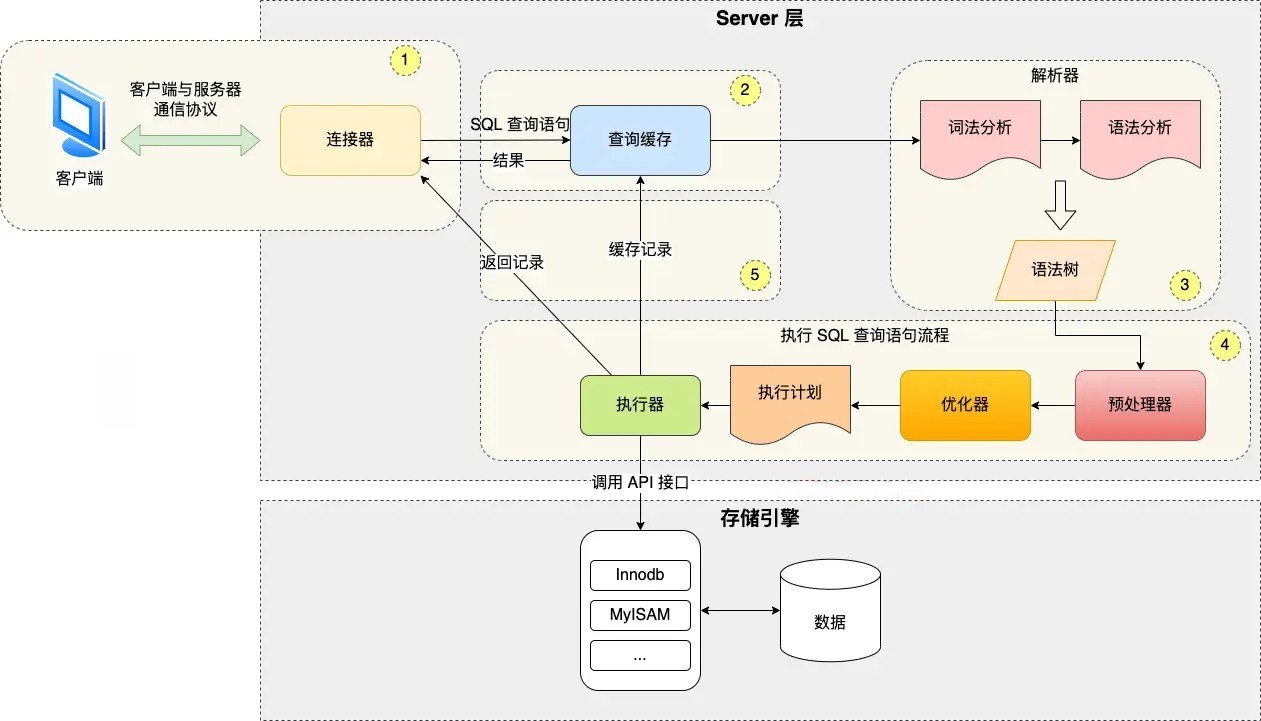 Server 层
1
客户端与服务器
通信协议
客户端
连接器
SQL 查询语句
结果
2
查询缓存
解析器
词法分析
语法分析
语法树
3
返回记录
缓存记录
5
执行 SQL 查询语句流程
4
执行器
执行计划
优化器
预处理器
调用 API 接口
存储引擎
Innodb
MyISAM
...
数据